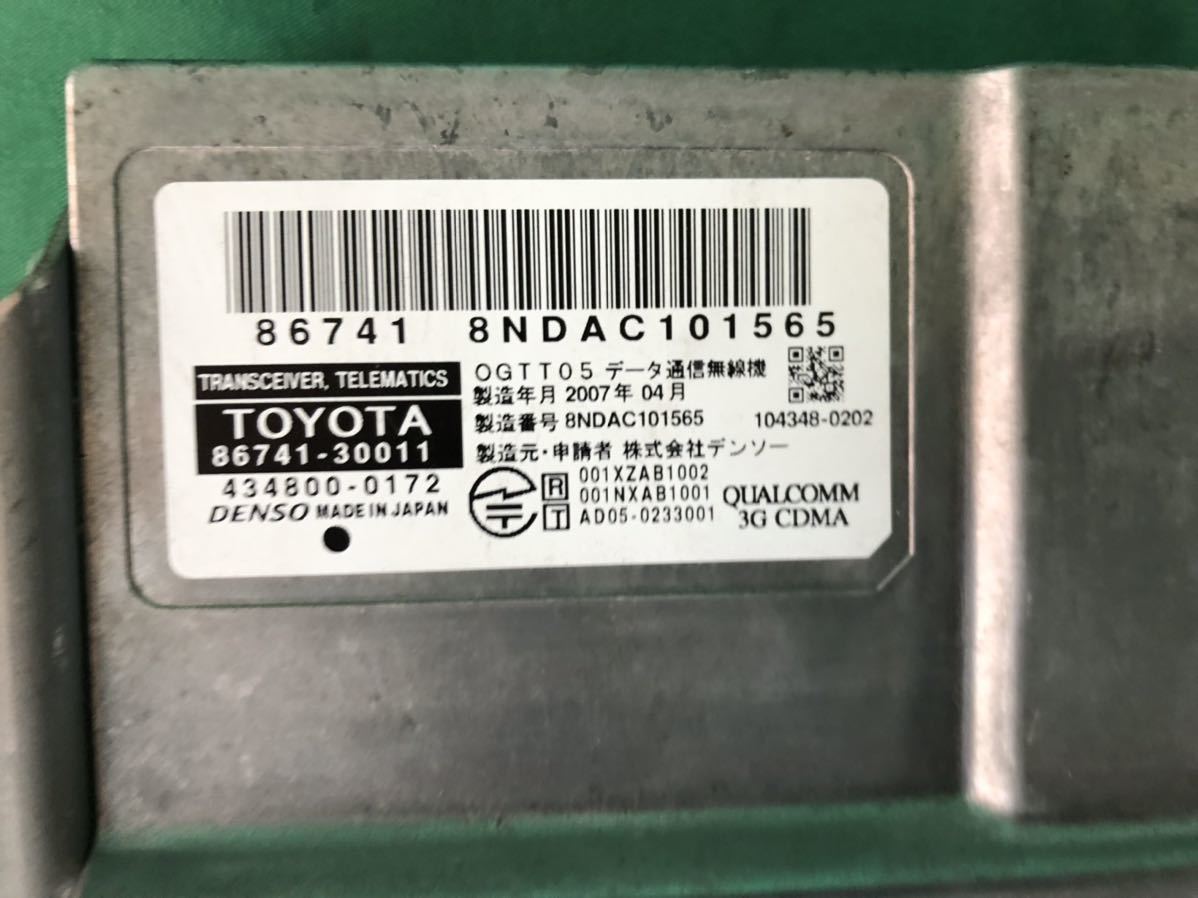 86741 8NDAC101565
TRANSCEIVER, TELEMATICS
TOYOTA
86741-30011
434800-0172
DENSO MADE IN JAPAN
OGTT05 データ通信無線機
製造年月 2007年 04月
製造番号 8NDAC101565
104348-0202
製造元・申請者 株式会社デンソー
R 001XZAB1002
001NXAB1001
T AD05-0233001
QUALCOMM
3G CDMA